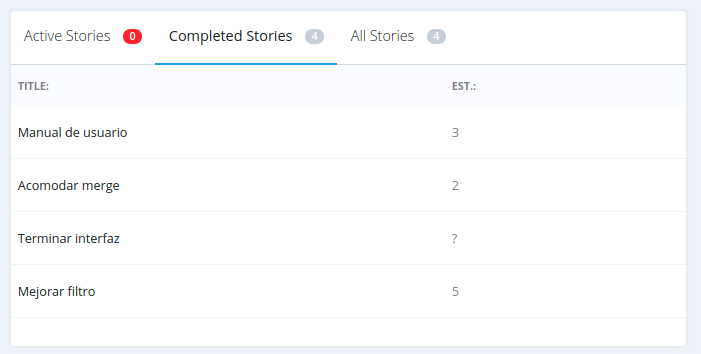 Active Stories 0 Completed Stories 4 All Stories 4
TITLE: EST.:
Manual de usuario 3
Acomodar merge 2
Terminar interfaz ?
Mejorar filtro 5